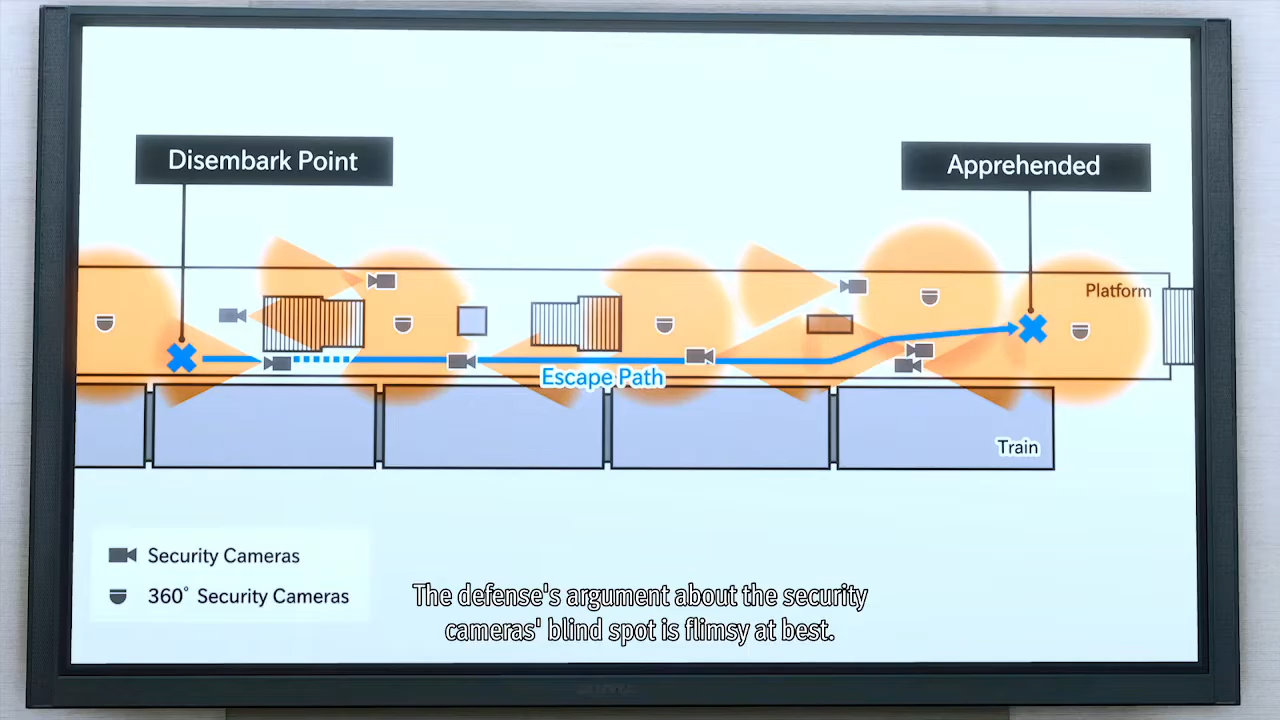 Disembark Point
Apprehended
Platform
Escape Path
Train
Security Cameras
360° Security Cameras
The defense's argument about the security
cameras' blind spot is flimsy at best.